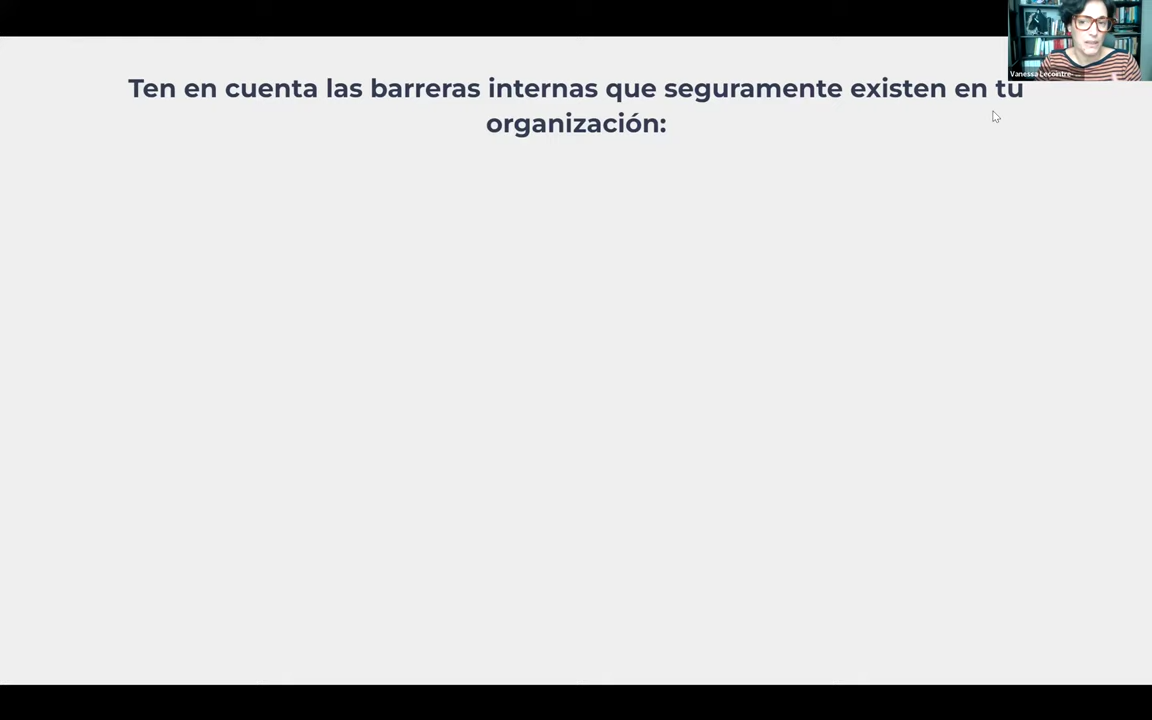 Vanessa Lecointre
Ten en cuenta las barreras internas que seguramente existen en tu
organización: